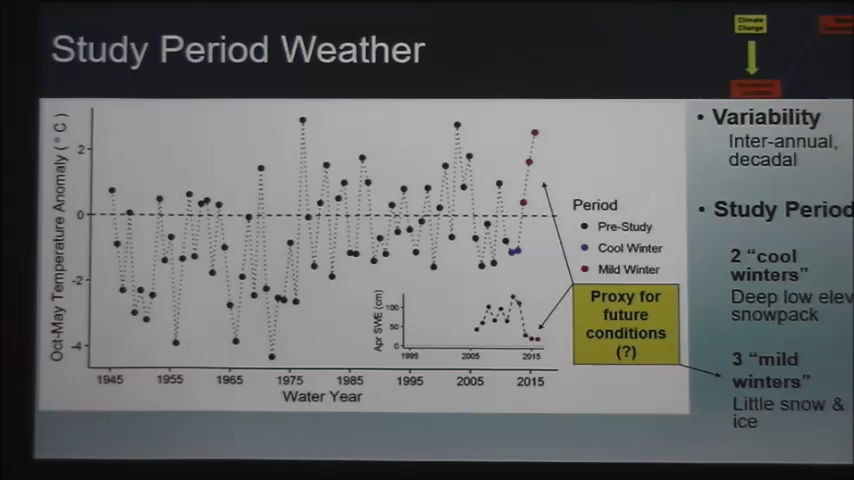 Study Period Weather
Climate
Change
Oct-May Temperature Anomaly (°C)
2
0
-2
-4
1945
1955
1965
1975
1985
1995
2005
2015
Water Year
Apr SWE (cm)
100
50
0
1995
2005
2015
Period
Pre-Study
Cool Winter
Mild Winter
Proxy for
future
conditions
(?)
• Variability
Inter-annual,
decadal
• Study Period
2 “cool
winters”
Deep low elev
snowpack
3 “mild
winters”
Little snow &
ice